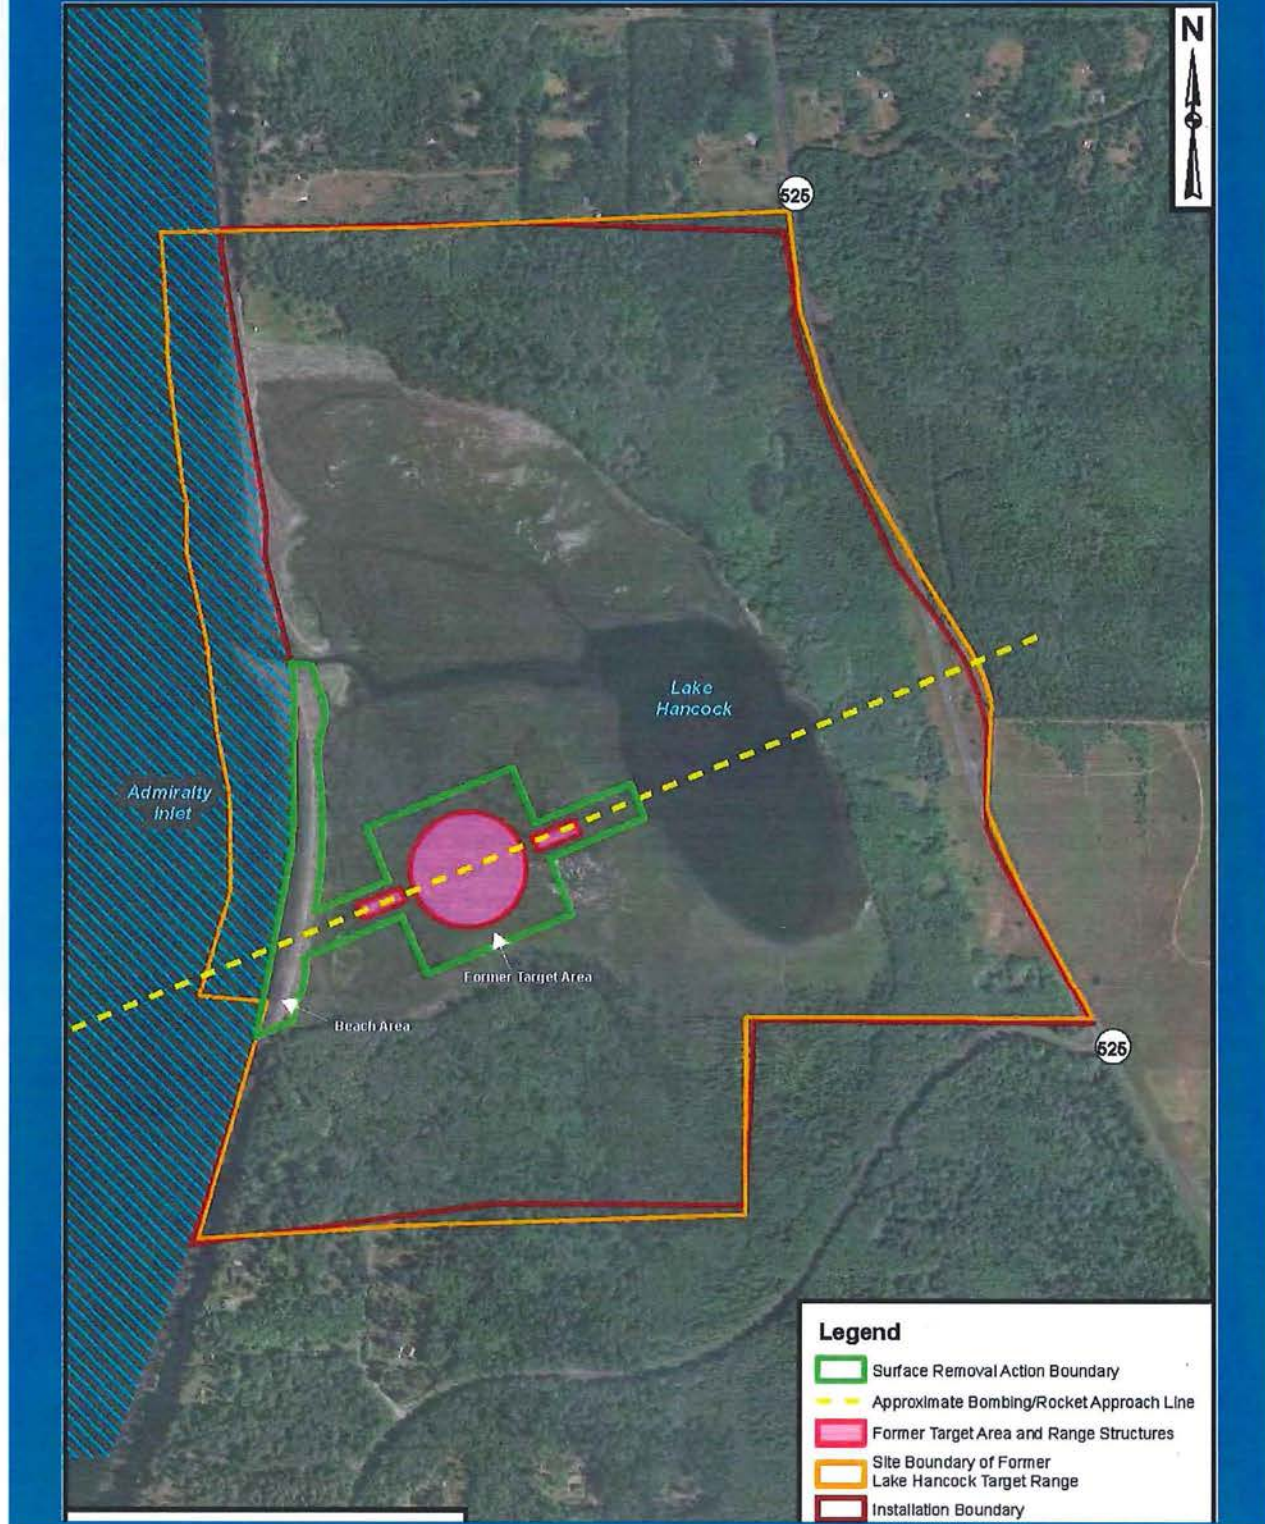 N
525
Lake
Hancock
Admiralty
Inlet
Former Target Area
Beach Area
525
Legend
Surface Removal Action Boundary
Approximate Bombing/Rocket Approach Line
Former Target Area and Range Structures
Site Boundary of Former
Lake Hancock Target Range
Installation Boundary